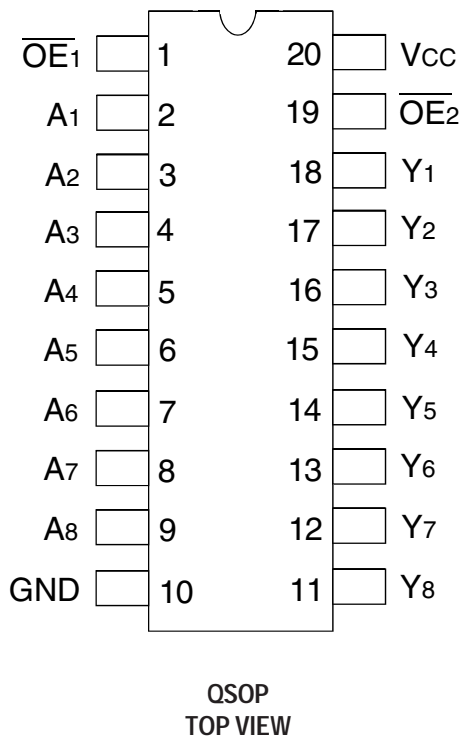 O̅E̅1 1 20 VCC
A1 2 19 O̅E̅2
A2 3 18 Y1
A3 4 17 Y2
A4 5 16 Y3
A5 6 15 Y4
A6 7 14 Y5
A7 8 13 Y6
A8 9 12 Y7
GND 10 11 Y8
QSOP
TOP VIEW